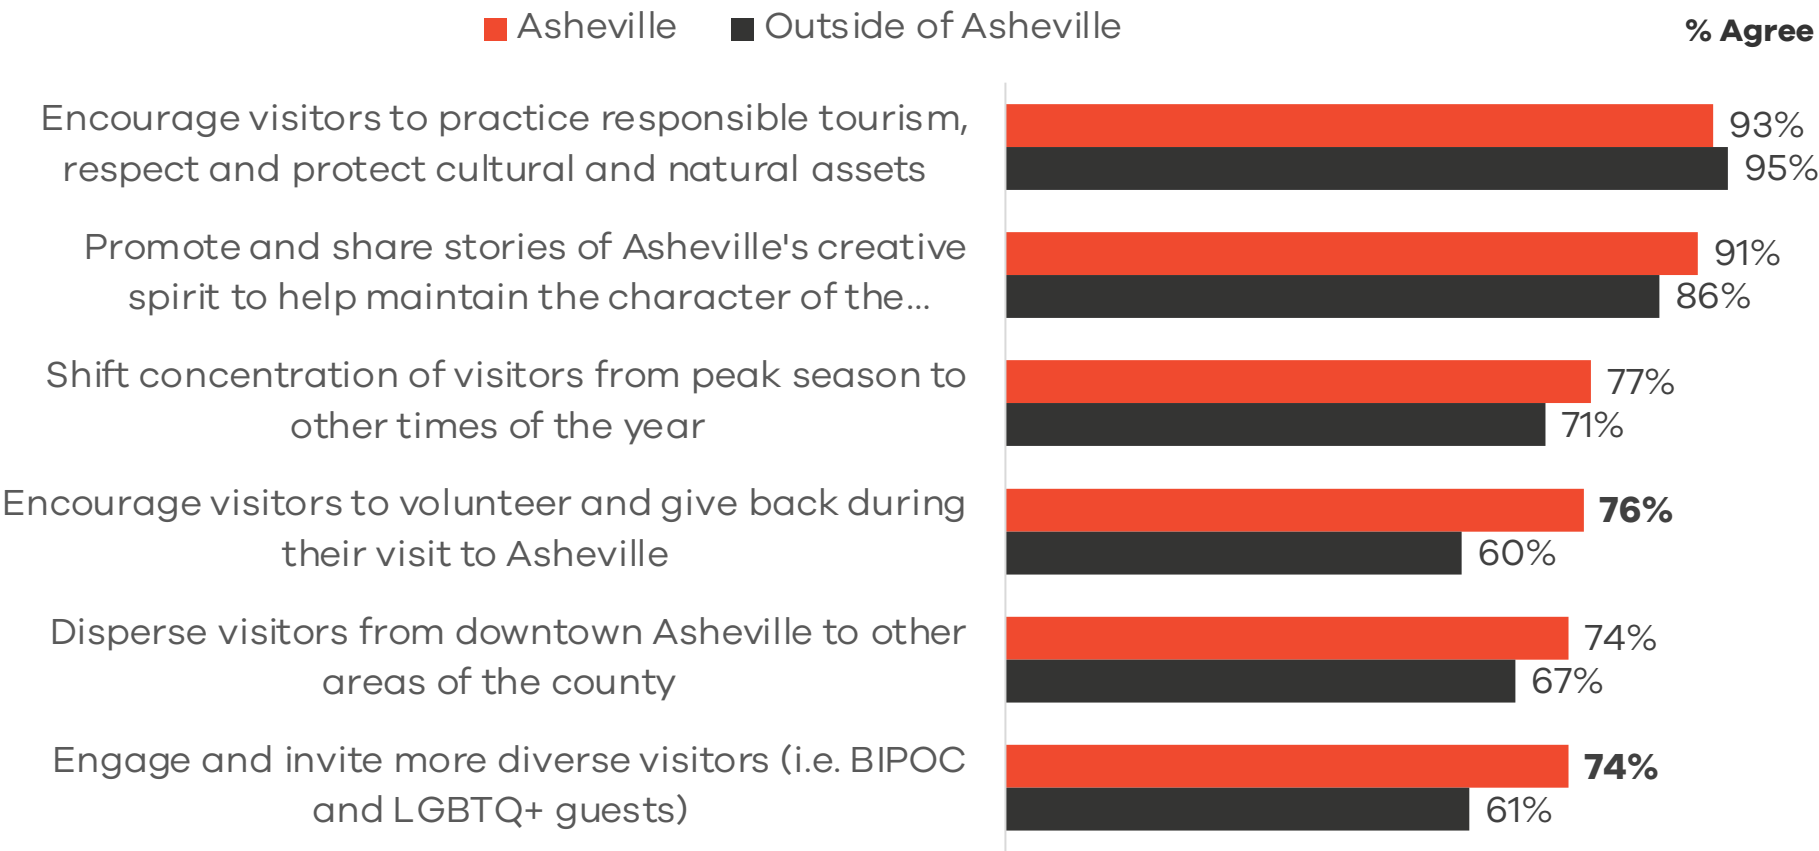 Asheville Outside of Asheville % Agree
Encourage visitors to practice responsible tourism,
respect and protect cultural and natural assets
93%
95%
Promote and share stories of Asheville's creative
spirit to help maintain the character of the...
91%
86%
Shift concentration of visitors from peak season to
other times of the year
77%
71%
Encourage visitors to volunteer and give back during
their visit to Asheville
76%
60%
Disperse visitors from downtown Asheville to other
areas of the county
74%
67%
Engage and invite more diverse visitors (i.e. BIPOC
and LGBTQ+ guests)
74%
61%